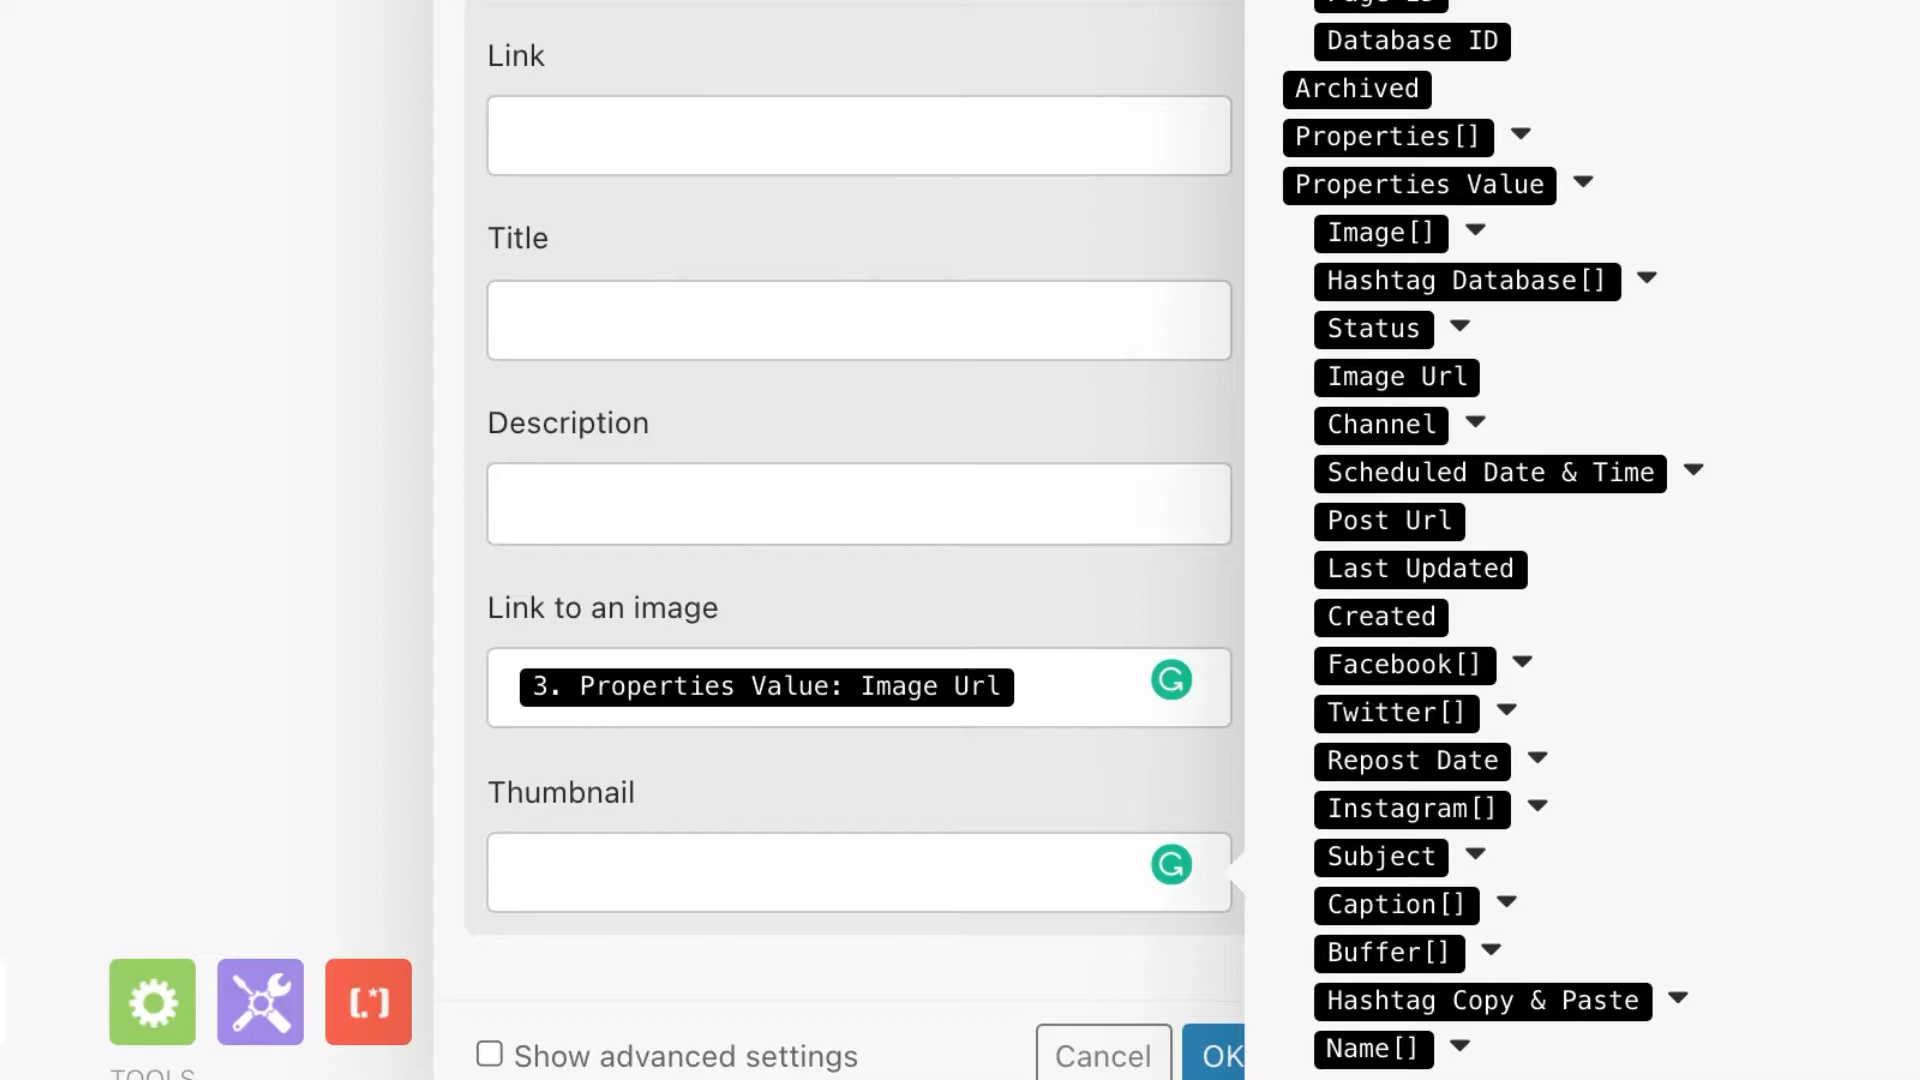 Link
Title
Description
Link to an image
3. Properties Value: Image Url
Thumbnail
Show advanced settings
Cancel
OK
TOOLS
Database ID
Archived
Properties[]
Properties Value
Image[]
Hashtag Database[]
Status
Image Url
Channel
Scheduled Date & Time
Post Url
Last Updated
Created
Facebook[]
Twitter[]
Repost Date
Instagram[]
Subject
Caption[]
Buffer[]
Hashtag Copy & Paste
Name[]